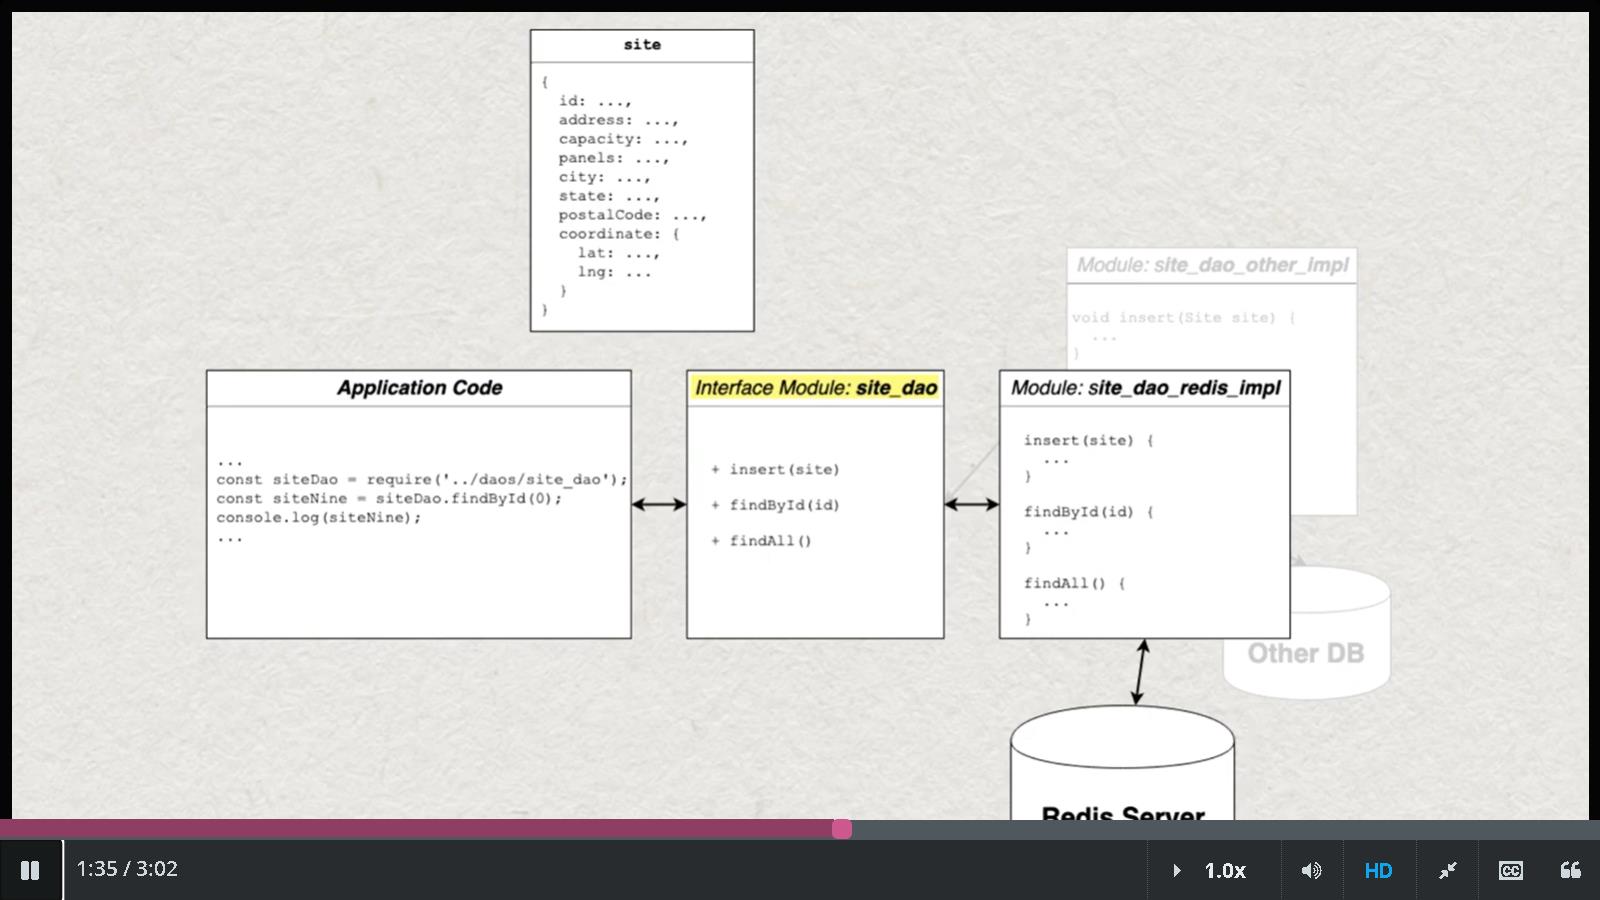 site
{
id: ...,
address: ...,
capacity: ...,
panels: ...,
city: ...,
state: ...,
postalCode: ...,
coordinate: {
lat: ...,
lng: ...
}
}
Module: site_dao_other_impl
void insert(Site site) {
...
}
Application Code
...
const siteDao = require('../daos/site_dao');
const siteNine = siteDao.findById(0);
console.log(siteNine);
...
Interface Module: site_dao
+ insert(site)
+ findById(id)
+ findAll()
Module: site_dao_redis_impl
insert(site) {
...
}
findById(id) {
...
}
findAll() {
...
}
Other DB
Redis Server
1:35 / 3:02
1.0x
HD
CC